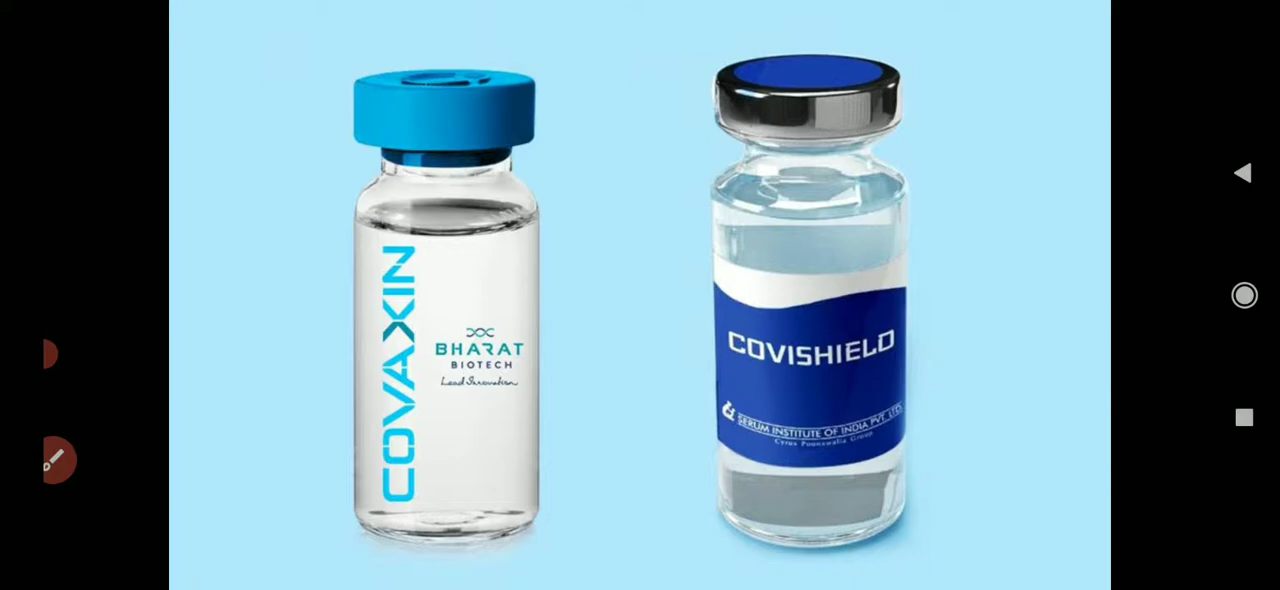 COVAXIN
BHARAT
BIOTECH
Lead Innovation
COVISHIELD
SERUM INSTITUTE OF INDIA PVT. LTD.
Cyrus Poonawalla Group